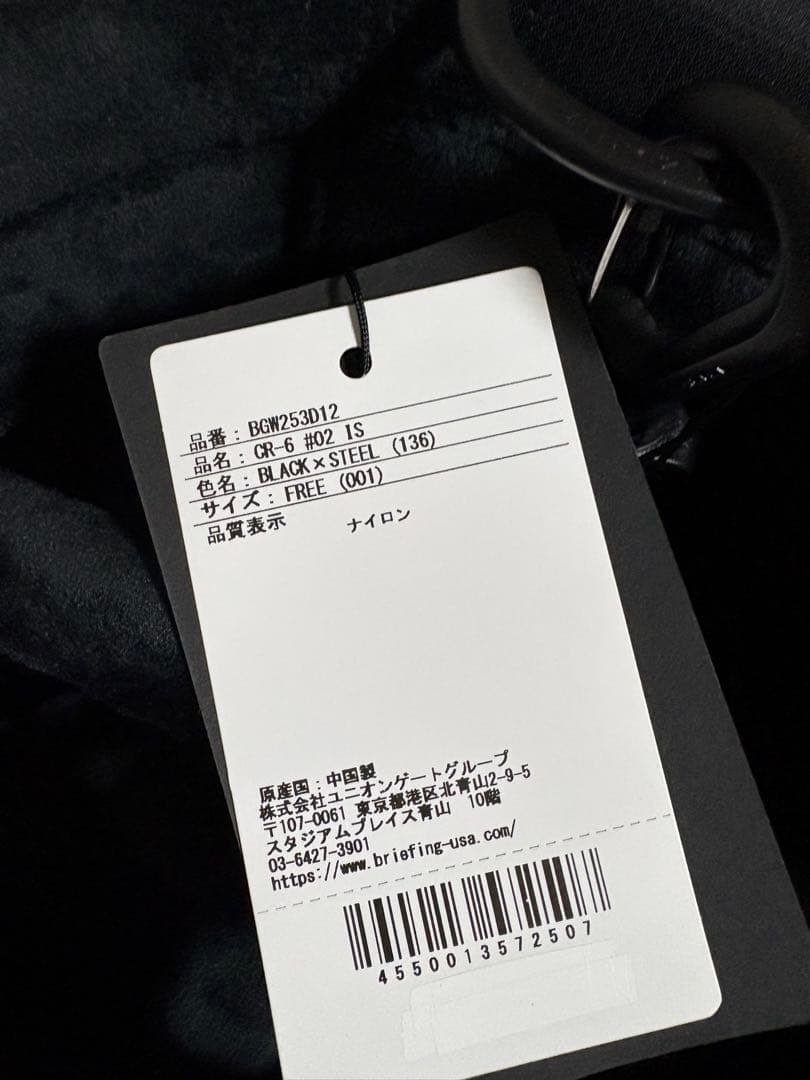 品番：BGW253D12
品名：CR-6 #02 IS
色名：BLACK×STEEL (136)
サイズ：FREE (001)
品質表示 ナイロン
原産国：中国製
株式会社ユニオンゲートグループ
〒107-0061 東京都港区北青山2-9-5
スタジアムプレイス青山 10階
03-6427-3901
https://www.briefing-usa.com/
4550013572507